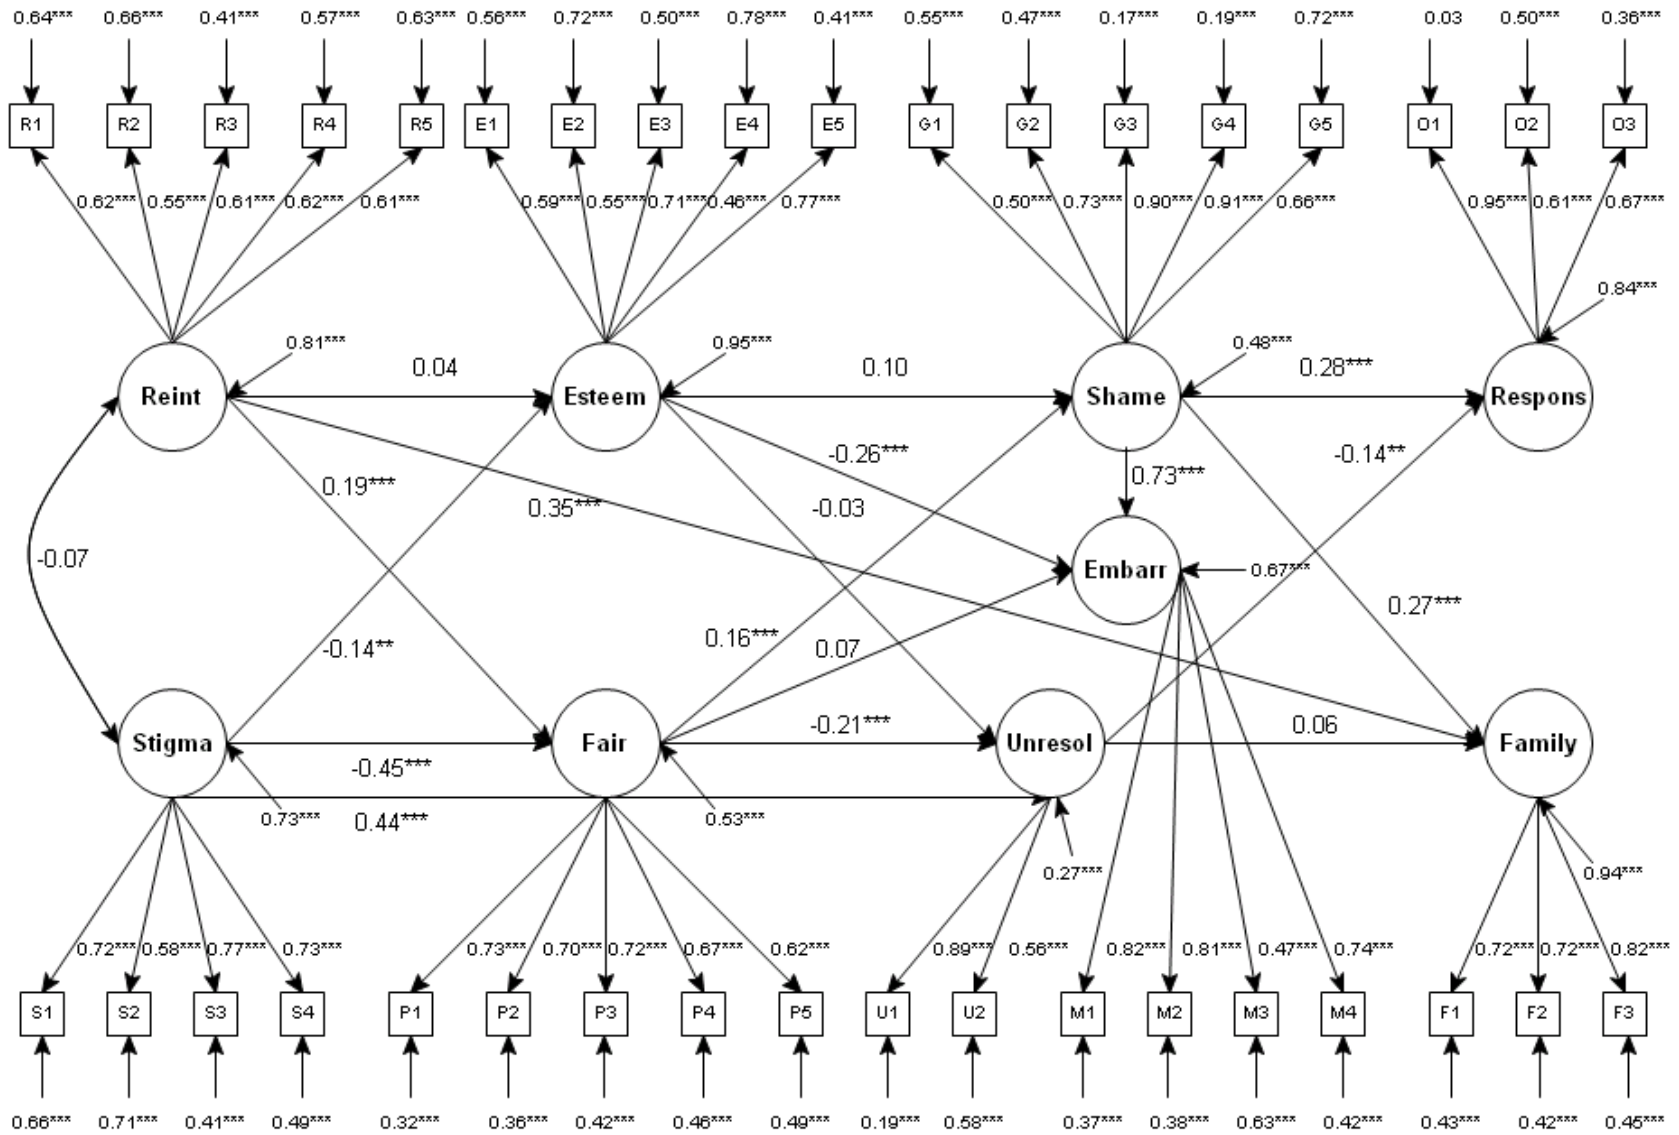 0.64*** 0.66*** 0.41*** 0.57*** 0.63*** 0.56*** 0.72*** 0.50*** 0.78*** 0.41*** 0.55*** 0.47*** 0.17*** 0.19*** 0.72*** 0.03 0.50*** 0.36***
R1 R2 R3 R4 R5 E1 E2 E3 E4 E5 G1 G2 G3 G4 G5 O1 O2 O3
0.62*** 0.55*** 0.61*** 0.62*** 0.61*** 0.59*** 0.55*** 0.71*** 0.46*** 0.77*** 0.50*** 0.73*** 0.90*** 0.91*** 0.66*** 0.95*** 0.61*** 0.67***
0.84***
0.81*** 0.95*** 0.48***
0.04 0.10 0.28***
Reint Esteem Shame Respons
-0.26*** -0.14**
0.73***
0.19*** 0.35*** -0.03
-0.07 Embarr 0.67***
0.27***
-0.14** 0.16*** 0.07
-0.21*** 0.06
Stigma Fair Unresol Family
-0.45***
0.73*** 0.44*** 0.53***
0.27*** 0.94***
0.72*** 0.58*** 0.77*** 0.73*** 0.73*** 0.70*** 0.72*** 0.67*** 0.62*** 0.89*** 0.56*** 0.82*** 0.81*** 0.47*** 0.74*** 0.72*** 0.72*** 0.82***
S1 S2 S3 S4 P1 P2 P3 P4 P5 U1 U2 M1 M2 M3 M4 F1 F2 F3
0.66*** 0.71*** 0.41*** 0.49*** 0.32*** 0.36*** 0.42*** 0.46*** 0.49*** 0.19*** 0.58*** 0.37*** 0.38*** 0.63*** 0.42*** 0.43*** 0.42*** 0.45***